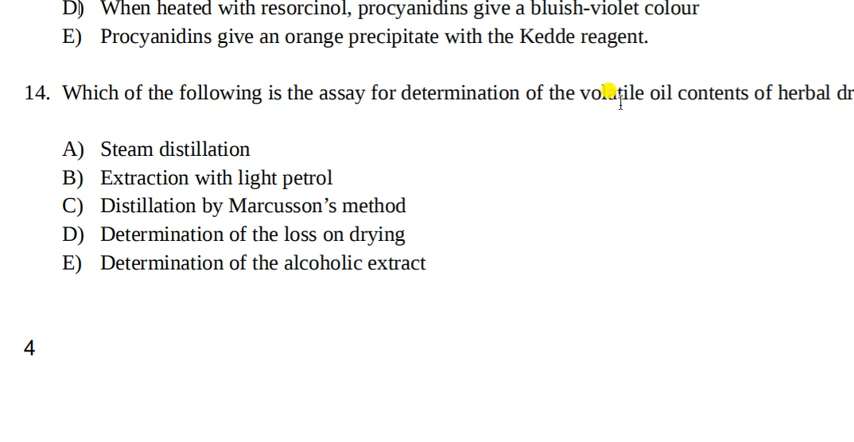 D) When heated with resorcinol, procyanidins give a bluish-violet colour
E) Procyanidins give an orange precipitate with the Kedde reagent.
14. Which of the following is the assay for determination of the volatile oil contents of herbal dr
A) Steam distillation
B) Extraction with light petrol
C) Distillation by Marcusson’s method
D) Determination of the loss on drying
E) Determination of the alcoholic extract
4